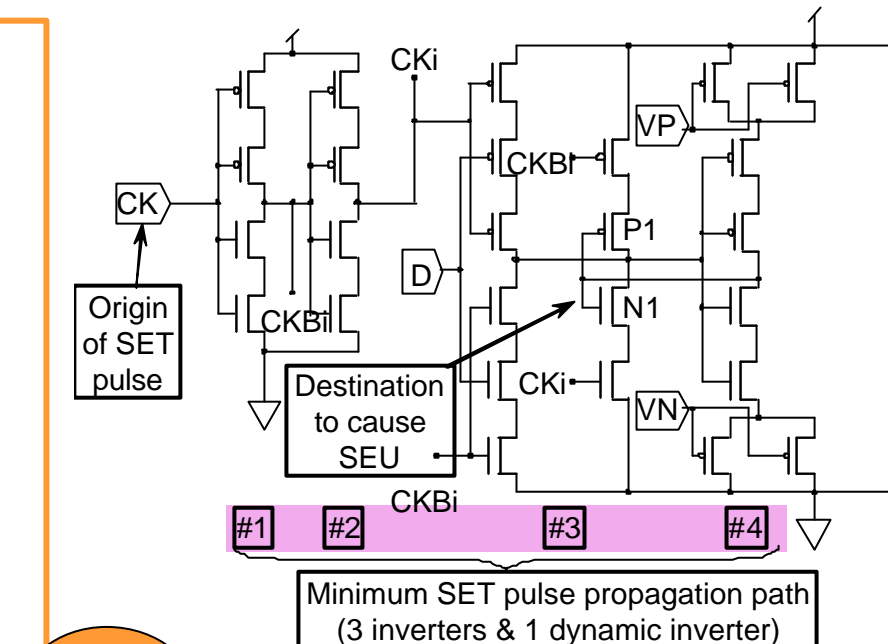 CKi
VP
CKBi
CK
P1
D
Origin
of SET
pulse
CKBi
N1
Destination
to cause
SEU
CKi
VN
CKBi
#1
#2
#3
#4
Minimum SET pulse propagation path
(3 inverters & 1 dynamic inverter)